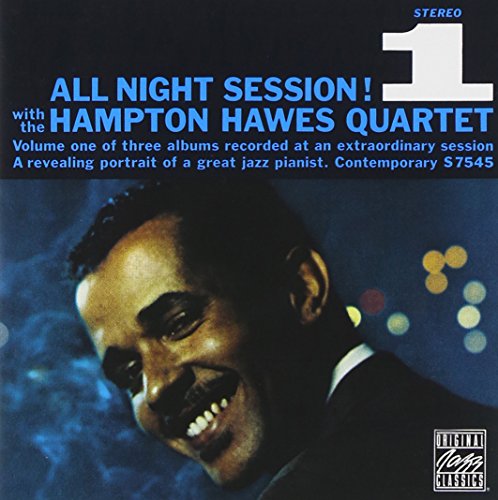 STEREO
1
ALL NIGHT SESSION!
with the HAMPTON HAWES QUARTET
Volume one of three albums recorded at an extraordinary session
A revealing portrait of a great jazz pianist. Contemporary S7545
ORIGINAL
Jazz
CLASSICS